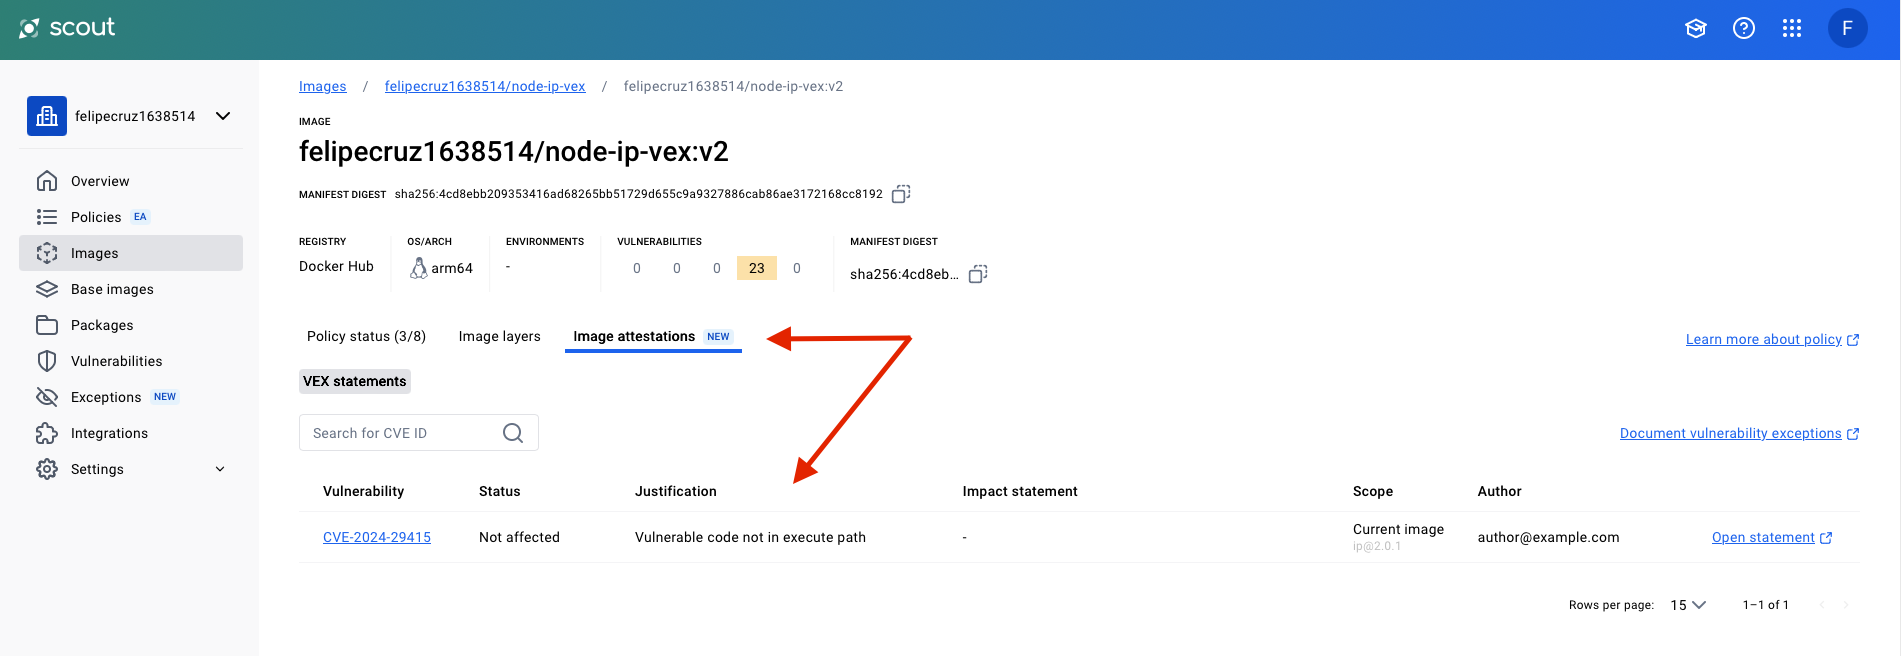 scout
F
felipecruz1638514
Overview
Policies EA
Images
Base images
Packages
Vulnerabilities
Exceptions NEW
Integrations
Settings
Images / felipecruz1638514/node-ip-vex / felipecruz1638514/node-ip-vex:v2
IMAGE
felipecruz1638514/node-ip-vex:v2
MANIFEST DIGEST sha256:4cd8ebb209353416ad68265bb51729d655c9a9327886cab86ae3172168cc8192
REGISTRY OS/ARCH ENVIRONMENTS VULNERABILITIES MANIFEST DIGEST
Docker Hub arm64 - 0 0 0 23 0 sha256:4cd8eb...
Policy status (3/8) Image layers Image attestations NEW Learn more about policy
VEX statements
Search for CVE ID Document vulnerability exceptions
Vulnerability Status Justification Impact statement Scope Author
CVE-2024-29415 Not affected Vulnerable code not in execute path - Current image author@example.com Open statement
ip@2.0.1
Rows per page: 15 1–1 of 1